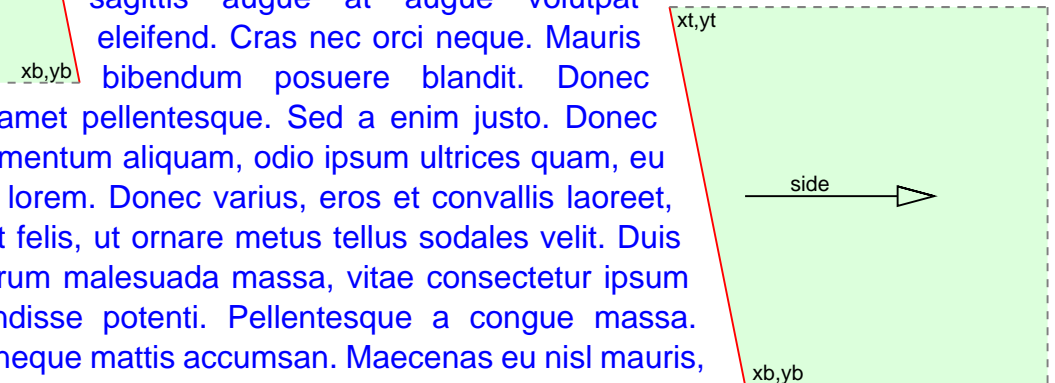 sagittis augue at augue volutpat
xt,yt
eleifend. Cras nec orci neque. Mauris
xb,yb
bibendum posuere blandit. Donec
amet pellentesque. Sed a enim justo. Donec
mentum aliquam, odio ipsum ultrices quam, eu
lorem. Donec varius, eros et convallis laoreet,
side
felis, ut ornare metus tellus sodales velit. Duis
rum malesuada massa, vitae consectetur ipsum
ndisse potenti. Pellentesque a congue massa.
neque mattis accumsan. Maecenas eu nisl mauris,
xb,yb